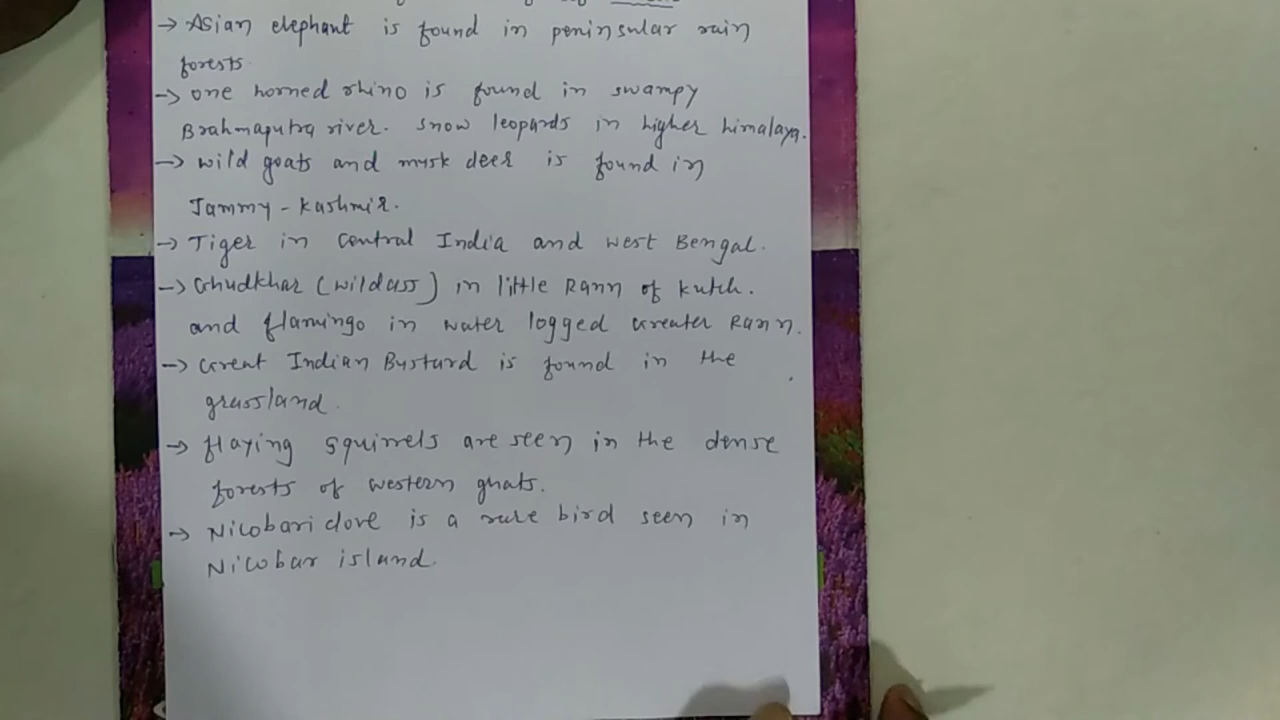 → Asian elephant is found in peninsular rain
forests.
→ one horned rhino is found in swampy
Brahmaputra river. snow leopards in higher himalaya.
→ wild goats and musk deer is found in
Jammy - Kashmir.
→ Tiger in central India and west Bengal.
→ Ghudkhar (wildass) in little Rann of Kutch.
and flamingo in water logged Greater Rann.
→ Great Indian Bustard is found in the
grassland.
→ flaying squirrels are seen in the dense
forests of western ghats.
→ Nicobari dove is a rare bird seen in
Nicobar island.